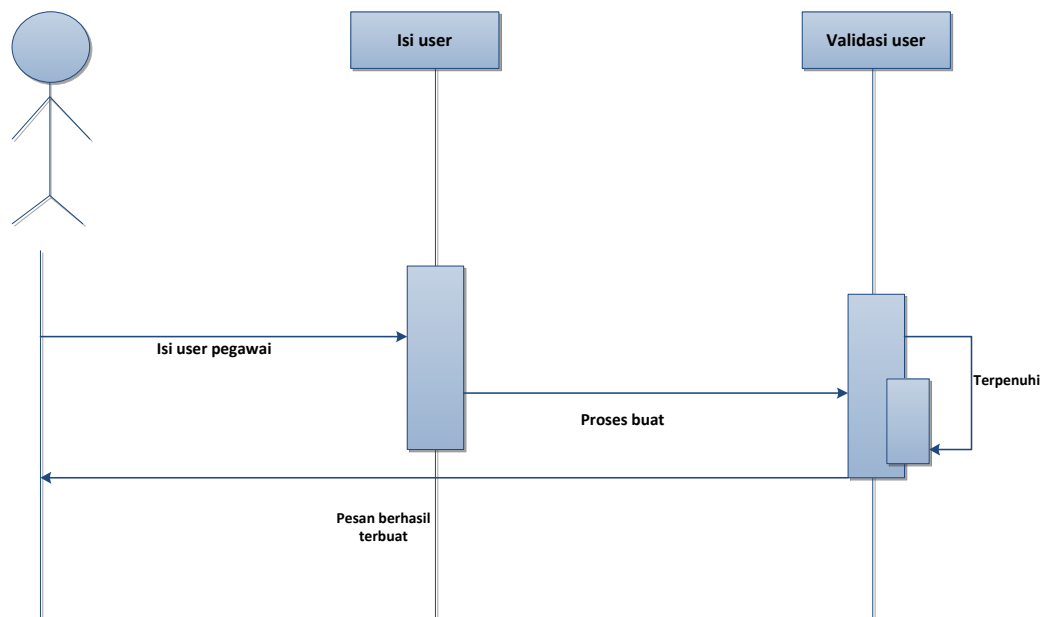 Isi user
Validasi user
Isi user pegawai
Terpenuhi
Proses buat
Pesan berhasil
terbuat